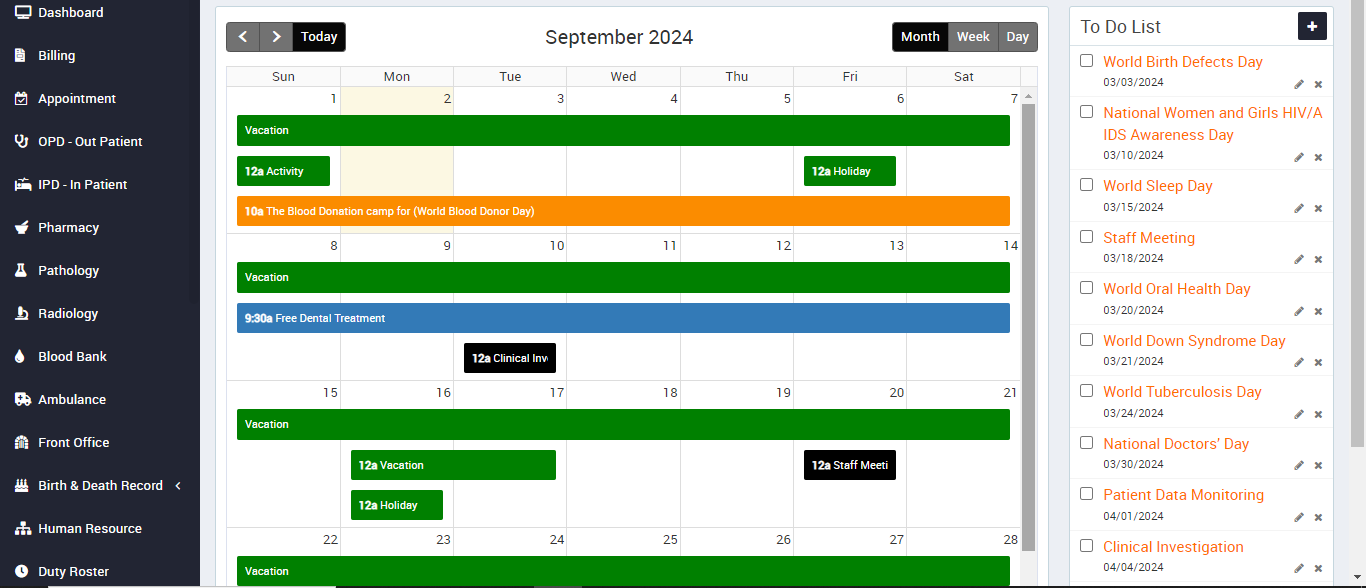 Dashboard
Billing
Appointment
OPD - Out Patient
IPD - In Patient
Pharmacy
Pathology
Radiology
Blood Bank
Ambulance
Front Office
Birth & Death Record
Human Resource
Duty Roster
Today
September 2024
Month Week Day
Sun Mon Tue Wed Thu Fri Sat
1 2 3 4 5 6 7
Vacation
12a Activity
12a Holiday
10a The Blood Donation camp for (World Blood Donor Day)
8 9 10 11 12 13 14
Vacation
9:30a Free Dental Treatment
12a Clinical Inv
15 16 17 18 19 20 21
Vacation
12a Vacation
12a Staff Meeti
12a Holiday
22 23 24 25 26 27 28
Vacation
To Do List
World Birth Defects Day
03/03/2024
National Women and Girls HIV/A
IDS Awareness Day
03/10/2024
World Sleep Day
03/15/2024
Staff Meeting
03/18/2024
World Oral Health Day
03/20/2024
World Down Syndrome Day
03/21/2024
World Tuberculosis Day
03/24/2024
National Doctors' Day
03/30/2024
Patient Data Monitoring
04/01/2024
Clinical Investigation
04/04/2024